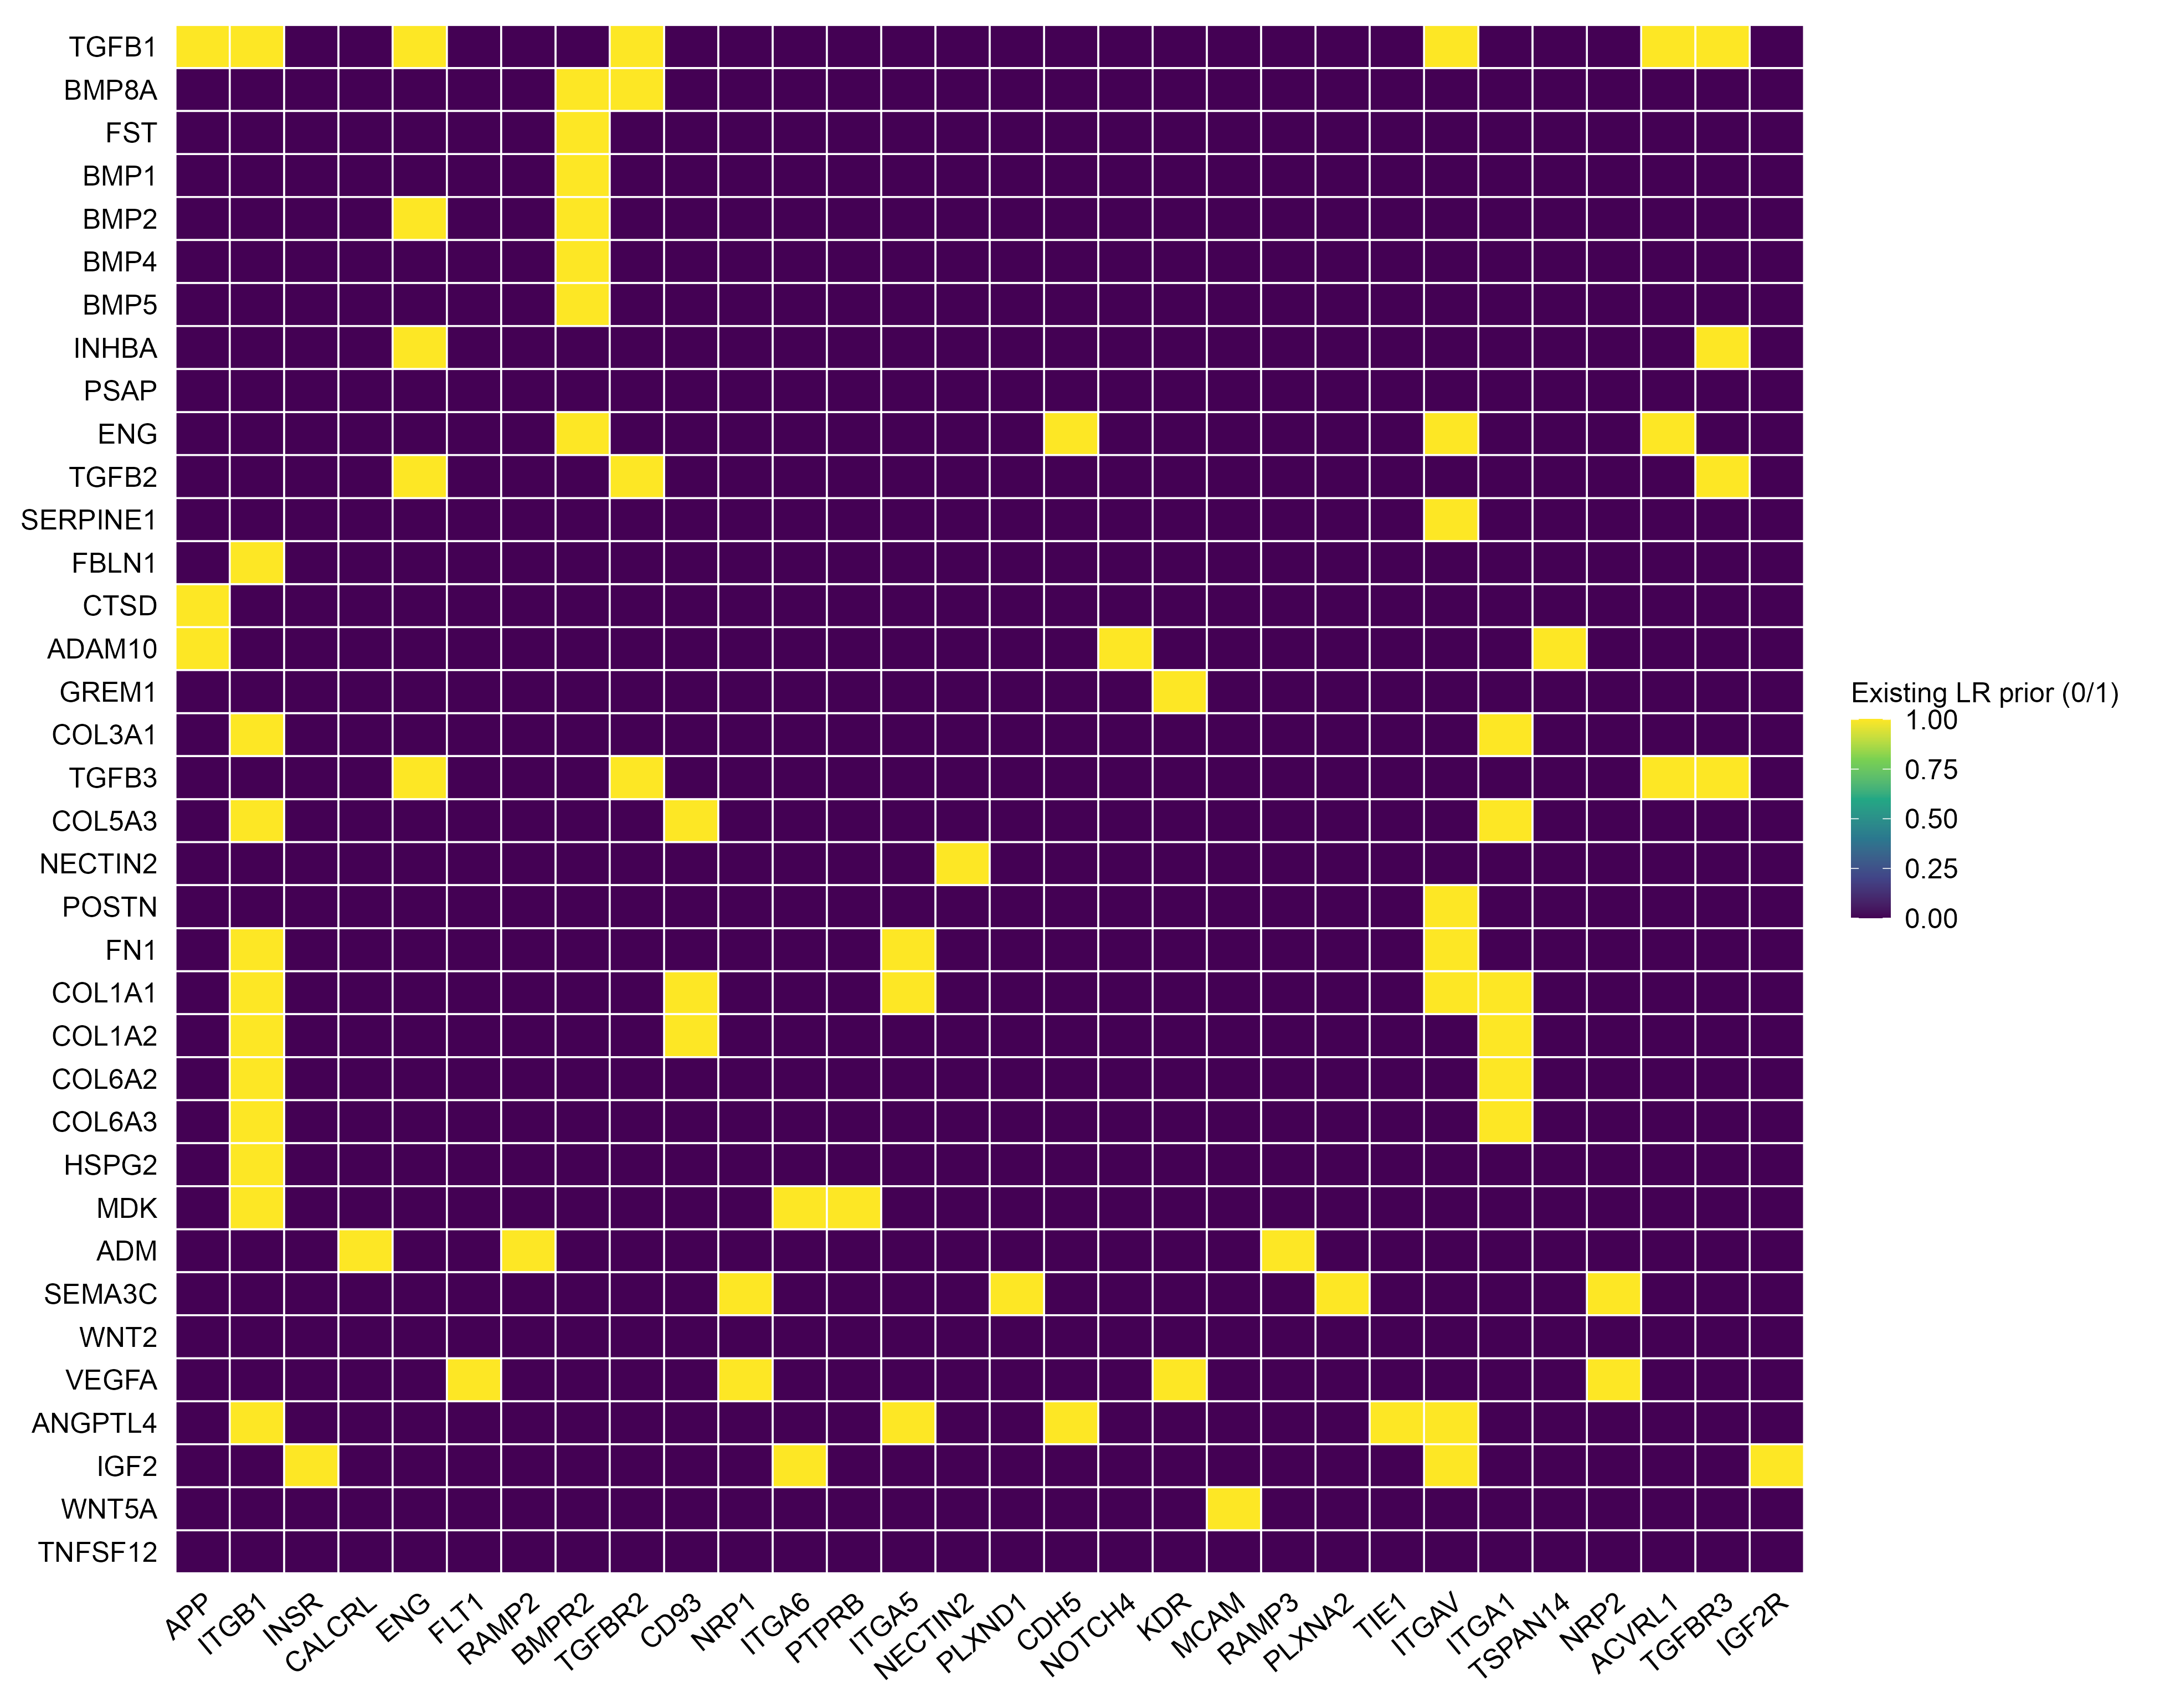 TGFB1
BMP8A
FST
BMP1
BMP2
BMP4
BMP5
INHBA
PSAP
ENG
TGFB2
SERPINE1
FBLN1
CTSD
ADAM10
GREM1
COL3A1
TGFB3
COL5A3
NECTIN2
POSTN
FN1
COL1A1
COL1A2
COL6A2
COL6A3
HSPG2
MDK
ADM
SEMA3C
WNT2
VEGFA
ANGPTL4
IGF2
WNT5A
TNFSF12
APP
ITGB1
INSR
CALCRL
ENG
FLT1
RAMP2
BMPR2
TGFBR2
CD93
NRP1
ITGA6
PTPRB
ITGA5
NECTIN2
PLXND1
CDH5
NOTCH4
KDR
MCAM
RAMP3
PLXNA2
TIE1
ITGAV
ITGA1
TSPAN14
NRP2
ACVRL1
TGFBR3
IGF2R
Existing LR prior (0/1)
1.00
0.75
0.50
0.25
0.00